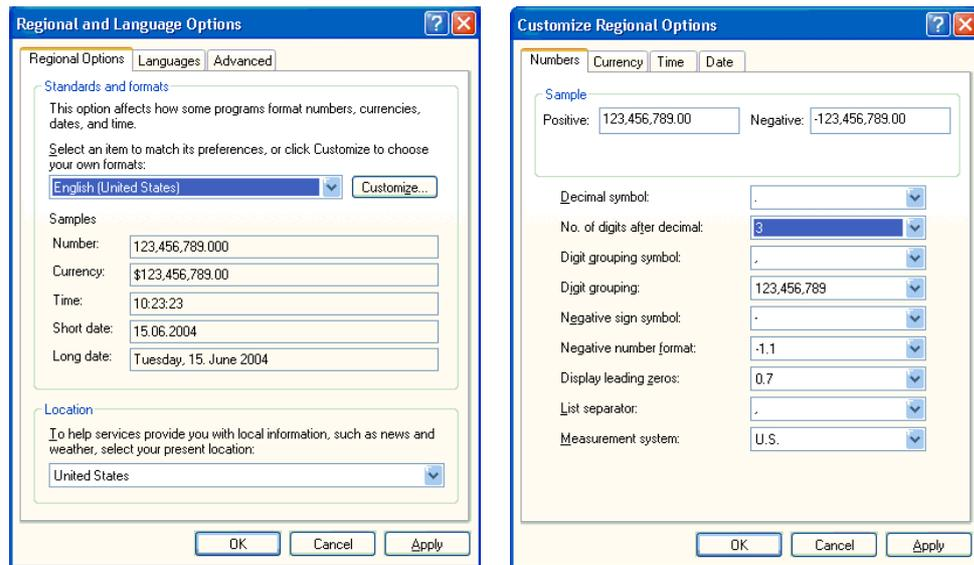 Regional and Language Options
Regional Options Languages Advanced
Standards and formats
This option affects how some programs format numbers, currencies,
dates, and time.
Select an item to match its preferences, or click Customize to choose
your own formats:
English (United States) Customize...
Samples
Number: 123,456,789.000
Currency: $123,456,789.00
Time: 10:23:23
Short date: 15.06.2004
Long date: Tuesday, 15. June 2004
Location
To help services provide you with local information, such as news and
weather, select your present location:
United States
OK Cancel Apply
Customize Regional Options
Numbers Currency Time Date
Sample
Positive: 123,456,789.00 Negative: -123,456,789.00
Decimal symbol: .
No. of digits after decimal: 3
Digit grouping symbol: ,
Digit grouping: 123,456,789
Negative sign symbol: -
Negative number format: -1.1
Display leading zeros: 0.7
List separator: ,
Measurement system: U.S.
OK Cancel Apply